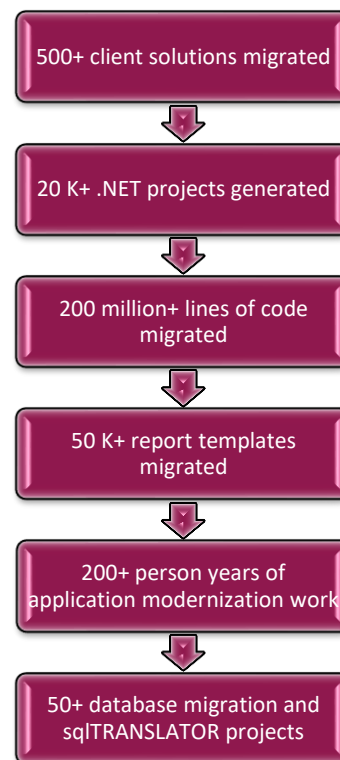 500+ client solutions migrated
20 K+ .NET projects generated
200 million+ lines of code
migrated
50 K+ report templates
migrated
200+ person years of
application modernization work
50+ database migration and
sqlTRANSLATOR projects